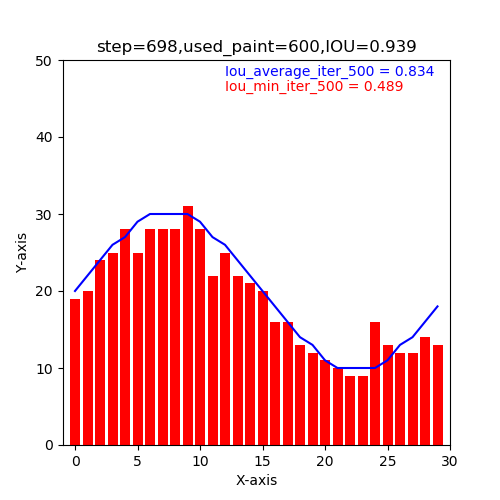 step=698,used_paint=600,IOU=0.939
Iou_average_iter_500 = 0.834
Iou_min_iter_500 = 0.489
50
40
30
20
10
0
Y-axis
0 5 10 15 20 25 30
X-axis